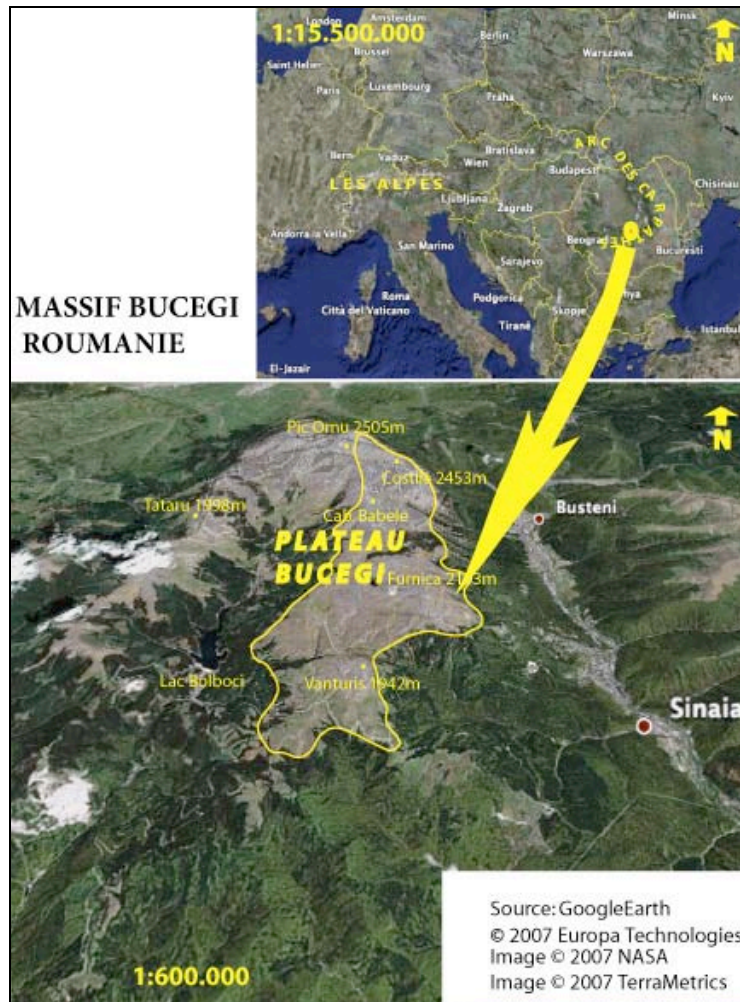 1:15.500.000
N
London
Amsterdam
Berlin
Minsk
Brussel
Warszawa
Saint Helier
Luxembourg
Praha
Kyiv
Paris
Bern
Vaduz
Wien
Bratislava
Budapest
ARC DES CARPATES
Chisinau
LES ALPES
Ljubljana
Zagreb
Andorra la Vella
San Marino
Beograd
Bucuresti
Sarajevo
Roma
Città del Vaticano
Podgorica
Skopje
Tiranë
Istanbul
El-Jazair
MASSIF BUCEGI
ROUMANIE
N
Pic Omu 2505m
2453m
Tataru 1998m
Cab. Babele
Busteni
PLATEAU
BUCEGI
Furnica
Lac Bolboci
Vanturis 1942m
Sinaia
1:600.000
Source: GoogleEarth
© 2007 Europa Technologies
Image © 2007 NASA
Image © 2007 TerraMetrics